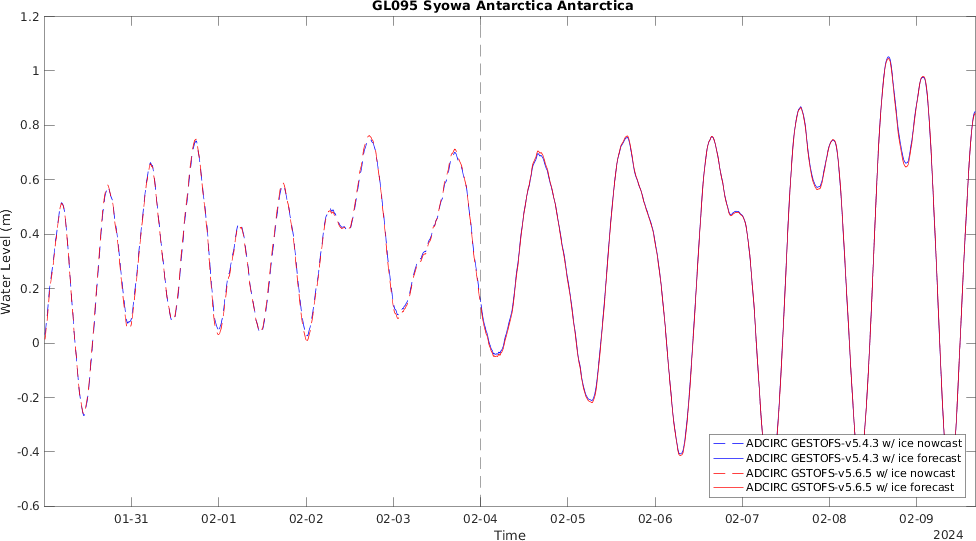 GL095 Syowa Antarctica Antarctica
Water Level (m)
1.2
1
0.8
0.6
0.4
0.2
0
-0.2
-0.4
-0.6
ADCIRC GESTOFS-v5.4.3 w/ ice nowcast
ADCIRC GESTOFS-v5.4.3 w/ ice forecast
ADCIRC GSTOFS-v5.6.5 w/ ice nowcast
ADCIRC GSTOFS-v5.6.5 w/ ice forecast
01-31 02-01 02-02 02-03 02-04 02-05 02-06 02-07 02-08 02-09
Time
2024